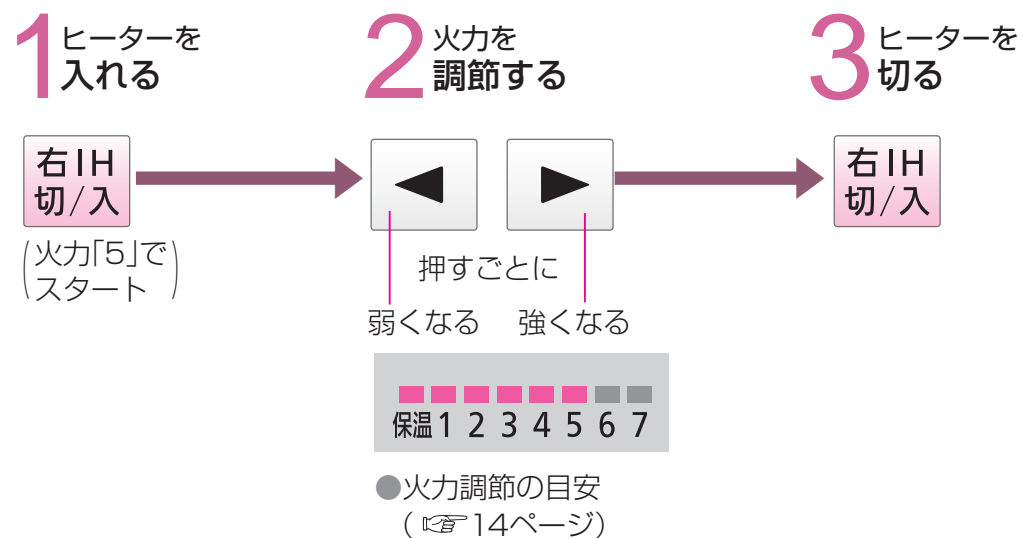 1 ヒーターを
入れる
右IH
切/入
(火力｢5｣で
スタート)
2 火力を
調節する
◀ ▶
押すごとに
弱くなる 強くなる
保温 1 2 3 4 5 6 7
●火力調節の目安
(☞14ページ)
3 ヒーターを
切る
右IH
切/入